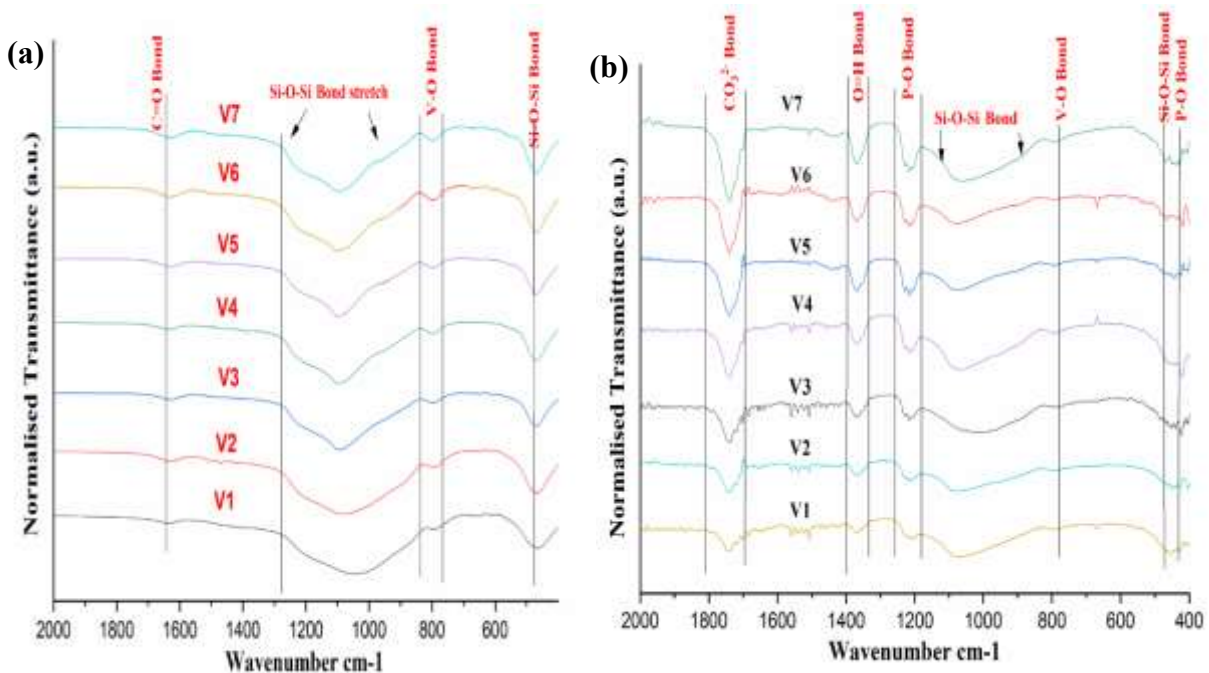 (a)
C=O Bond
Si-O-Si Bond stretch
V-O Bond
Si-O-Si Bond
V7
V6
V5
V4
V3
V2
V1
Normalised Transmittance (a.u.)
2000 1800 1600 1400 1200 1000 800 600
Wavenumber cm-1
(b)
CO₃²⁻ Bond
O=H Bond
P-O Bond
Si-O-Si Bond
V-O Bond
Si-O-Si Bond
P-O Bond
V7
V6
V5
V4
V3
V2
V1
Normalised Transmittance (a.u.)
2000 1800 1600 1400 1200 1000 800 600 400
Wavenumber cm-1